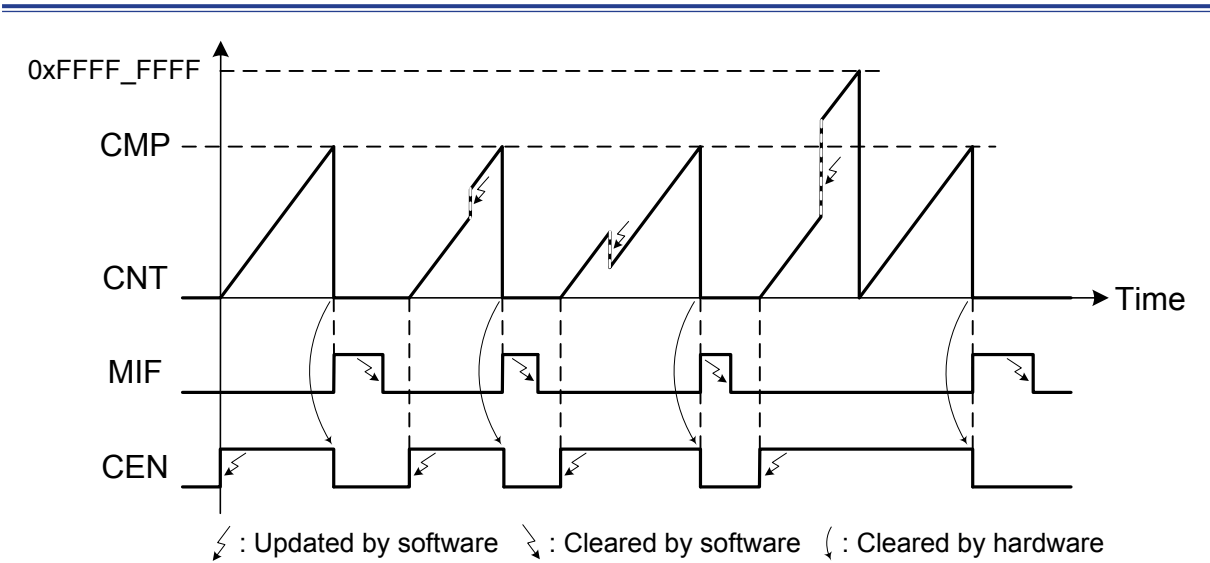 0xFFFF_FFFF
CMP
CNT
Time
MIF
CEN
: Updated by software : Cleared by software : Cleared by hardware